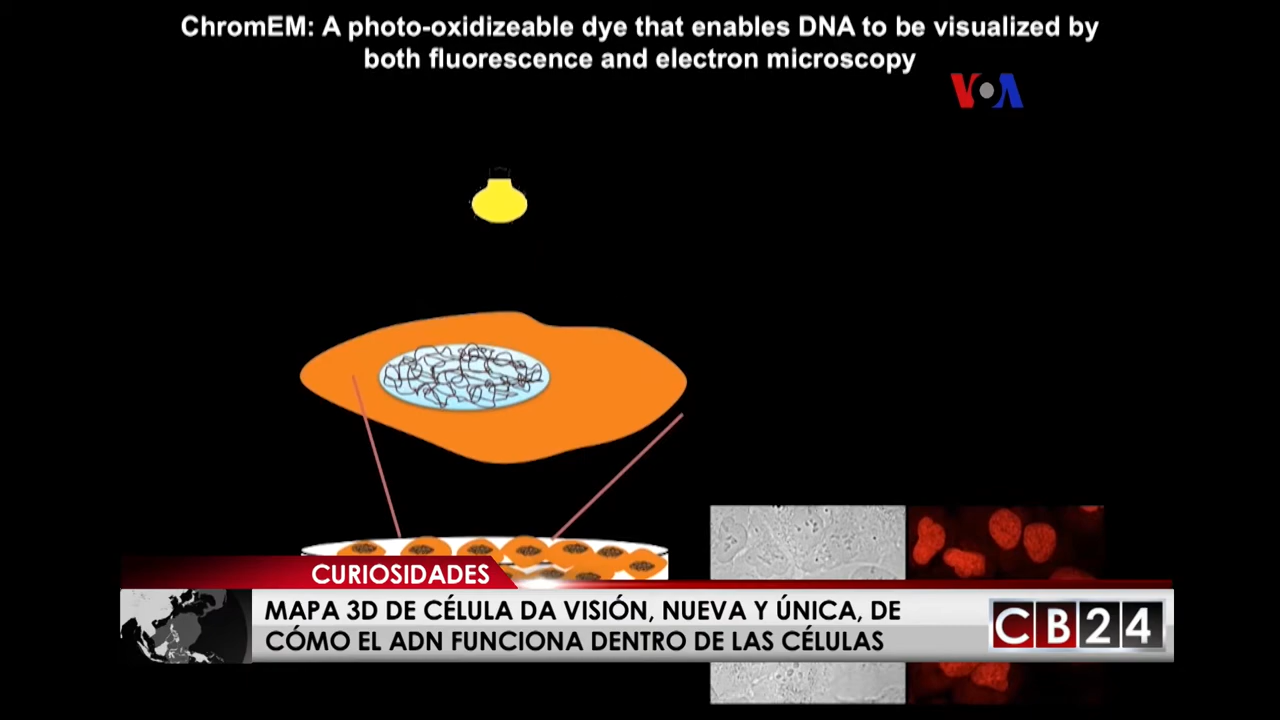 ChromEM: A photo-oxidizeable dye that enables DNA to be visualized by
both fluorescence and electron microscopy
VOA
CURIOSIDADES
MAPA 3D DE CÉLULA DA VISIÓN, NUEVA Y ÚNICA, DE
CÓMO EL ADN FUNCIONA DENTRO DE LAS CÉLULAS
CB24